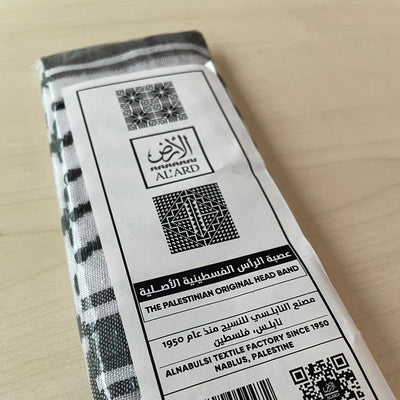 الأرض
AL'ARD
عصبة الرأس الفلسطينية الأصلية
THE PALESTINIAN ORIGINAL HEAD BAND
مصنع النابلسي للنسيج منذ عام 1950
نابلس، فلسطين
ALNABULSI TEXTILE FACTORY SINCE 1950
NABLUS, PALESTINE